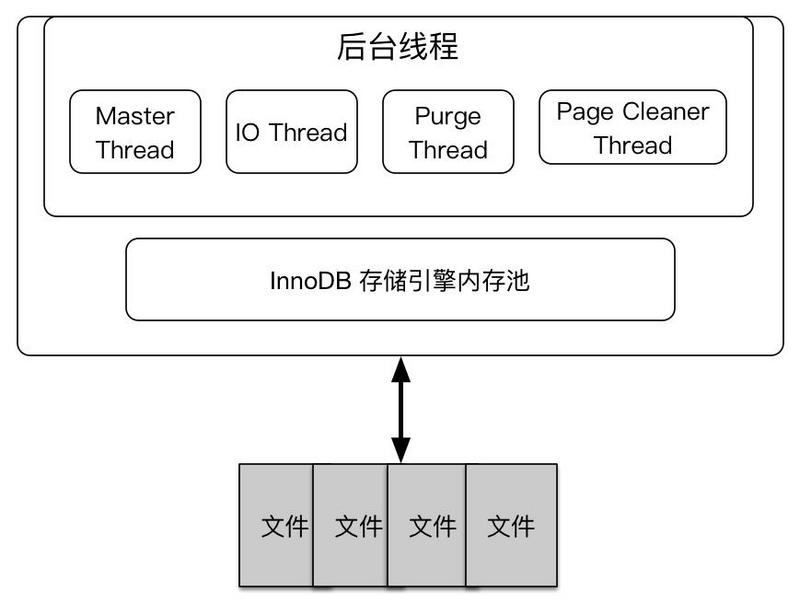 后台线程
Master
Thread
IO Thread
Purge
Thread
Page Cleaner
Thread
InnoDB 存储引擎内存池
文件
文件
文件
文件